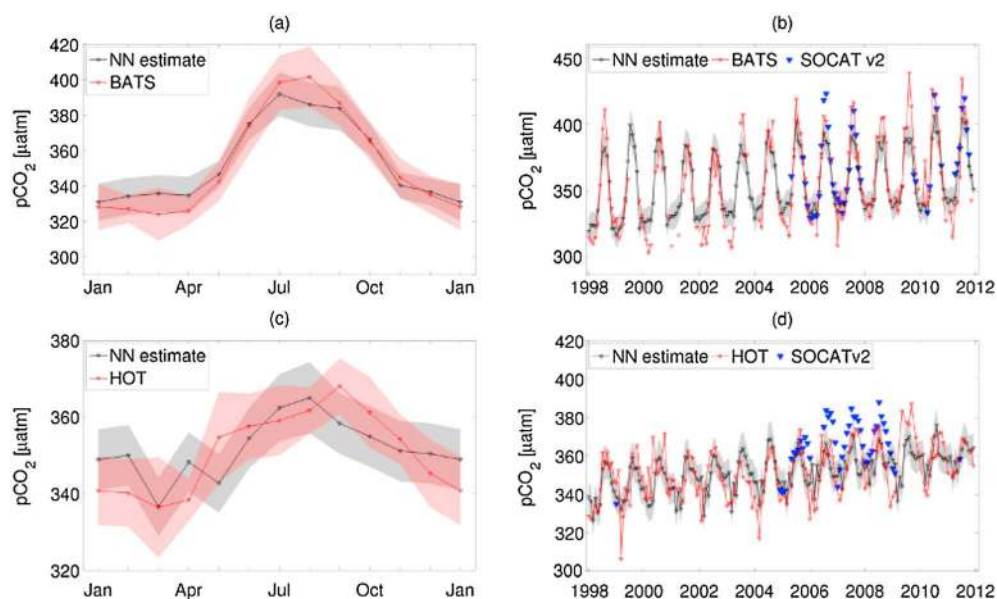 (a)
420
400
380
360
340
320
300
pCO2 [µatm]
NN estimate
BATS
Jan Apr Jul Oct Jan
(b)
450
400
350
300
pCO2 [µatm]
NN estimate BATS SOCAT v2
1998 2000 2002 2004 2006 2008 2010 2012
(c)
380
360
340
320
pCO2 [µatm]
NN estimate
HOT
Jan Apr Jul Oct Jan
(d)
420
400
380
360
340
320
300
pCO2 [µatm]
NN estimate HOT SOCATv2
1998 2000 2002 2004 2006 2008 2010 2012